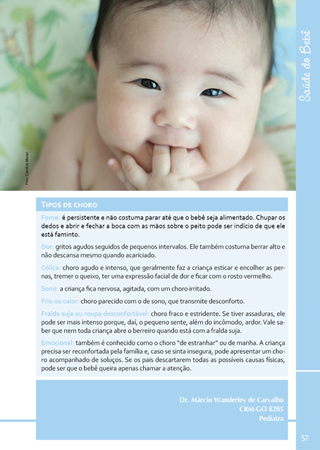 Saúde do Bebê
TIPOS DE CHORO
Fome: é persistente e não costuma parar até que o bebê seja alimentado. Chupar os
dedos e abrir e fechar a boca com as mãos sobre o peito pode ser indício de que ele
está faminto.
Dor: gritos agudos seguidos de pequenos intervalos. Ele também costuma berrar alto e
não descansa mesmo quando acariciado.
Cólica: choro agudo e intenso, que geralmente faz a criança esticar e encolher as per-
nas, tremer o queixo, ter uma expressão facial de dor e ficar com o rosto vermelho.
Sono: a criança fica nervosa, agitada, com um choro irritado.
Frio ou calor: choro parecido com o de sono, que transmite desconforto.
Fralda suja ou roupa desconfortável: choro fraco e estridente. Se tiver assaduras, ele
pode ser mais intenso porque, daí, o pequeno sente, além do incômodo, ardor. Vale sa-
ber que nem toda criança abre o berreiro quando está com a fralda suja.
Emocional: também é conhecido como o choro “de estranhar” ou de manha. A criança
precisa ser reconfortada pela família e, caso se sinta insegura, pode apresentar um cho-
ro acompanhado de soluços. Se os pais descartarem todas as possíveis causas físicas,
pode ser que o bebê queira apenas chamar a atenção.
Dr. Márcio Wanderley de Carvalho
CRM-GO 8205
Pediatra
57